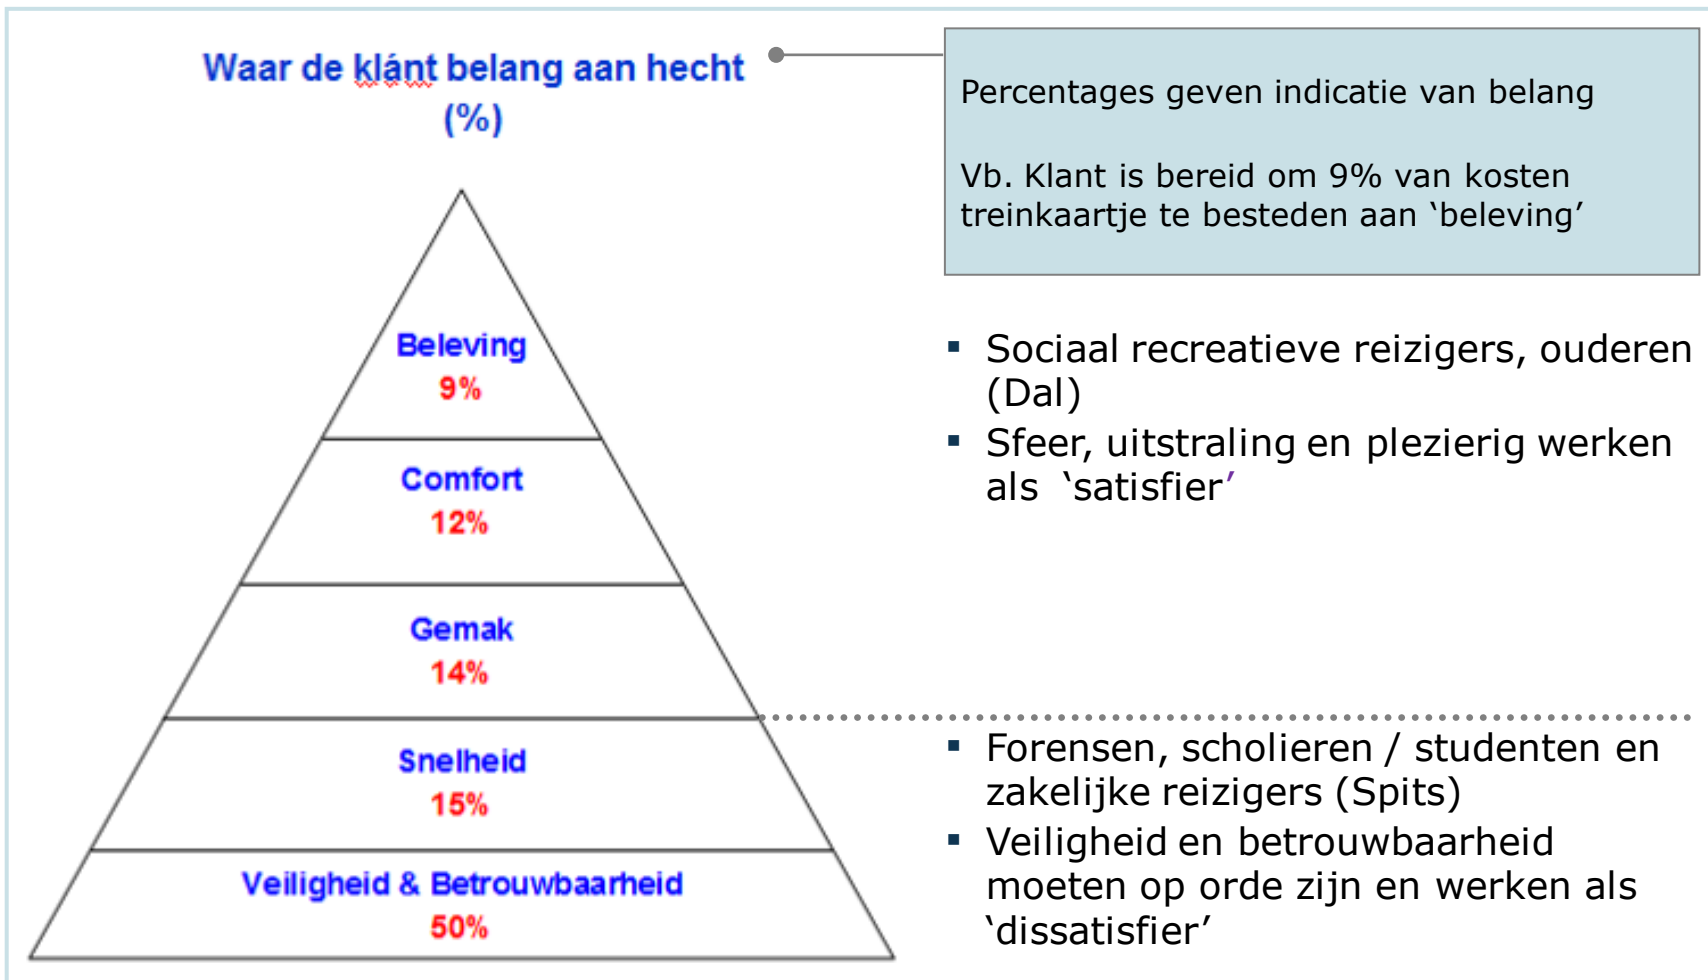 Waar de klánt belang aan hecht
(%)
Beleving
9%
Comfort
12%
Gemak
14%
Snelheid
15%
Veiligheid & Betrouwbaarheid
50%
Percentages geven indicatie van belang
Vb. Klant is bereid om 9% van kosten
treinkaartje te besteden aan ‘beleving’
▪ Sociaal recreatieve reizigers, ouderen
(Dal)
▪ Sfeer, uitstraling en plezierig werken
als ‘satisfier’
▪ Forensen, scholieren / studenten en
zakelijke reizigers (Spits)
▪ Veiligheid en betrouwbaarheid
moeten op orde zijn en werken als
‘dissatisfier’